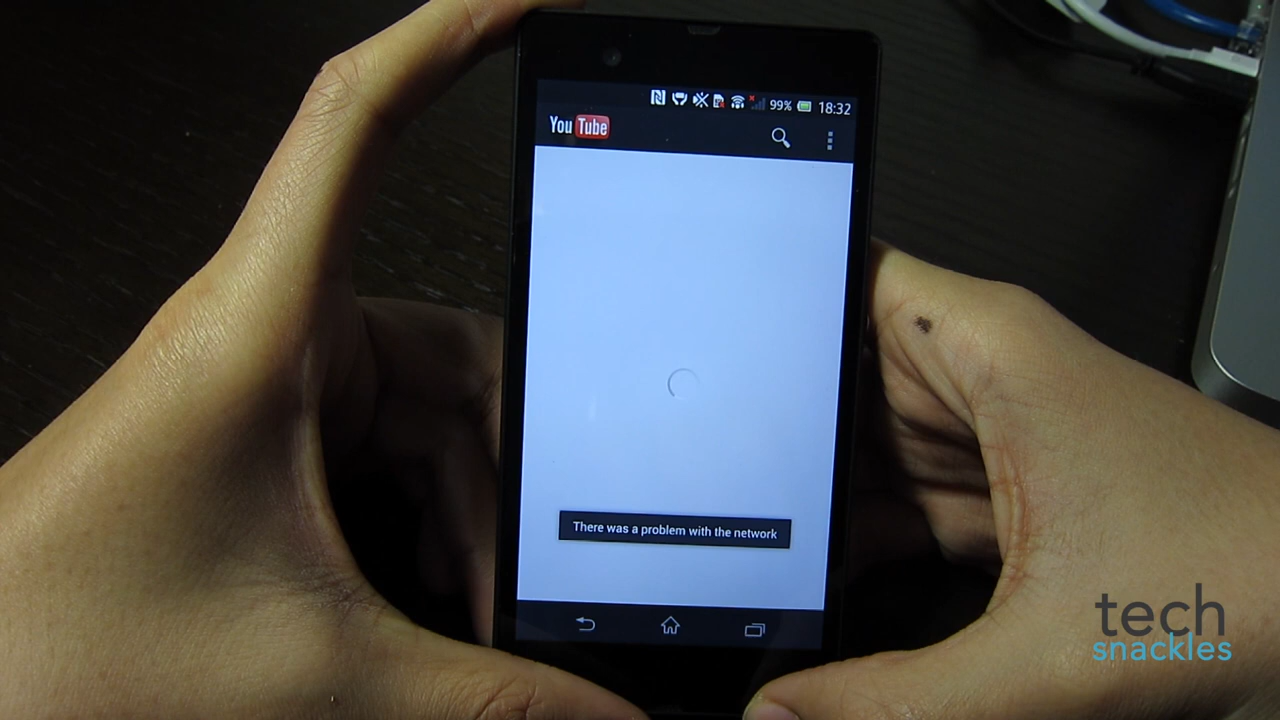 99% 18:32
YouTube
There was a problem with the network
tech
snackles